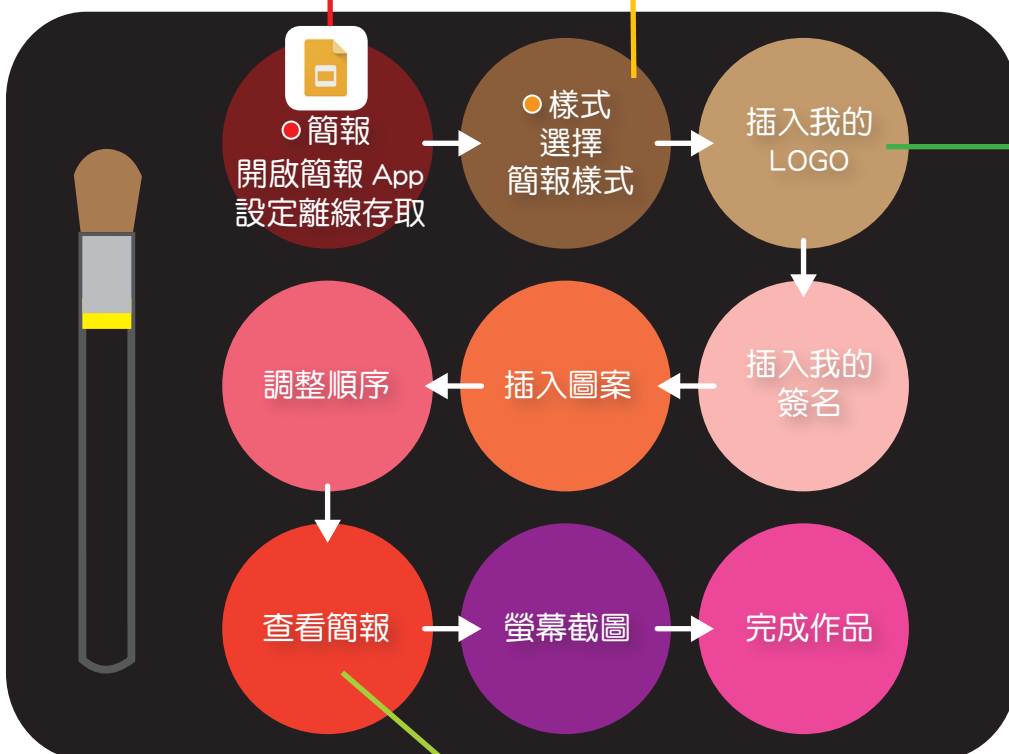 簡報
開啟簡報 App
設定離線存取
樣式
選擇
簡報樣式
插入我的
LOGO
插入我的
簽名
插入圖案
調整順序
查看簡報
螢幕截圖
完成作品